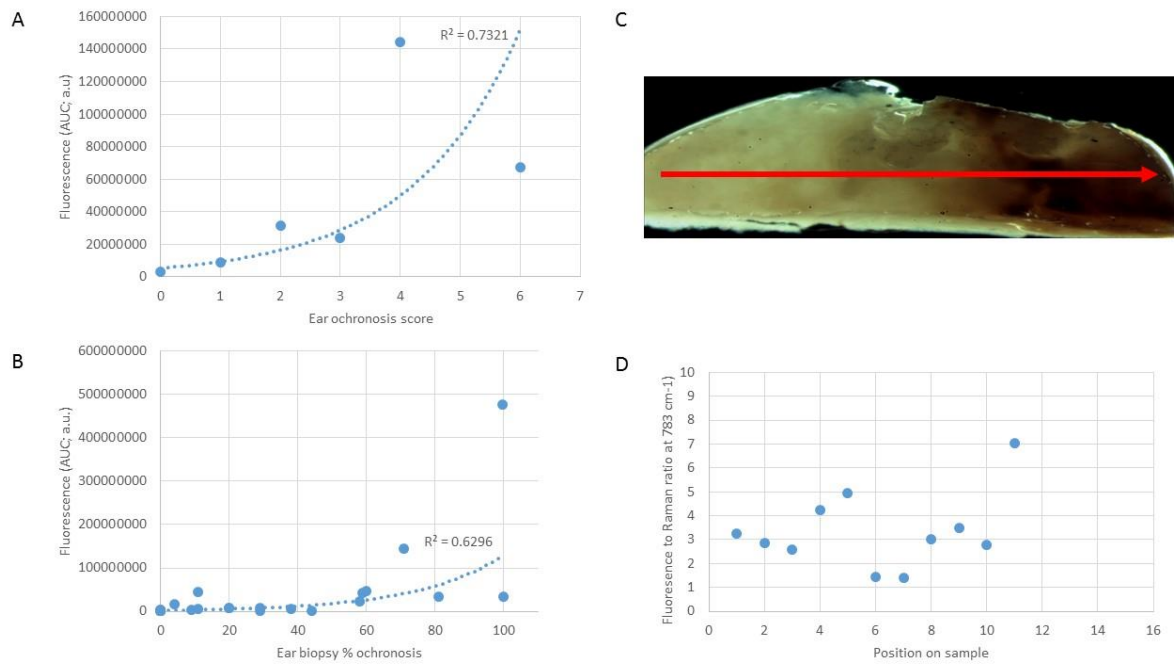 A
160000000
140000000
120000000
100000000
80000000
60000000
40000000
20000000
0
Fluorescence (AUC; a.u)
R² = 0.7321
0 1 2 3 4 5 6 7
Ear ochronosis score
B
600000000
500000000
400000000
300000000
200000000
100000000
0
Fluorescence (AUC; a.u.)
R² = 0.6296
0 20 40 60 80 100
Ear biopsy % ochronosis
C
D
10
9
8
7
6
5
4
3
2
1
0
Fluoresence to Raman ratio at 783 cm-1)
0 2 4 6 8 10 12 14 16
Position on sample